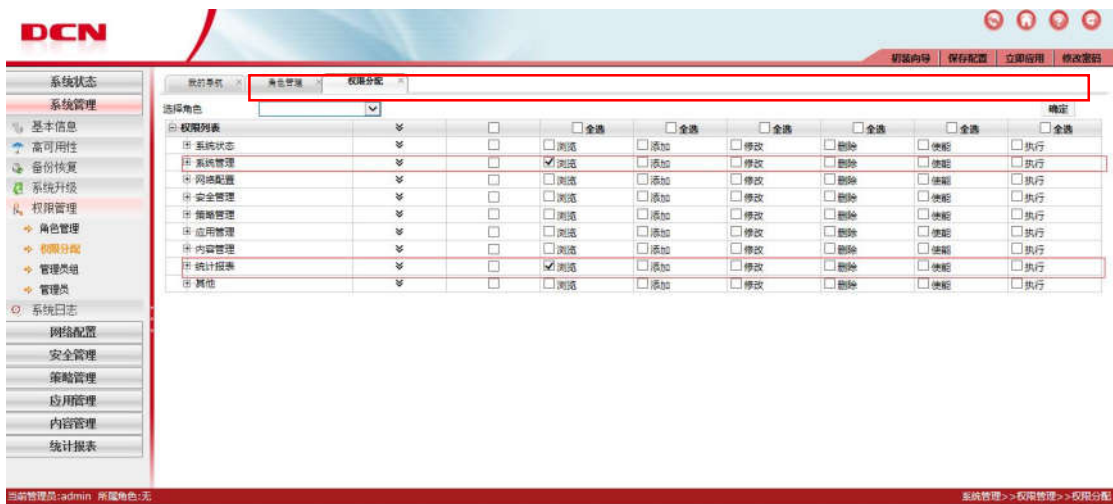 DCN
初装向导 保存配置 立即应用 修改密码
系统状态
系统管理
基本信息
高可用性
备份恢复
系统升级
权限管理
角色管理
权限分配
管理员组
管理员
系统日志
网络配置
安全管理
策略管理
应用管理
内容管理
统计报表
我的导航 角色管理 权限分配
选择角色 确定
权限列表 全选 全选 全选 全选 全选 全选
系统状态 浏览 添加 修改 删除 使能 执行
系统管理 浏览 添加 修改 删除 使能 执行
网络配置 浏览 添加 修改 删除 使能 执行
安全管理 浏览 添加 修改 删除 使能 执行
策略管理 浏览 添加 修改 删除 使能 执行
应用管理 浏览 添加 修改 删除 使能 执行
内容管理 浏览 添加 修改 删除 使能 执行
统计报表 浏览 添加 修改 删除 使能 执行
其他 浏览 添加 修改 删除 使能 执行
当前管理员:admin 所属角色:无 系统管理>>权限管理>>权限分配